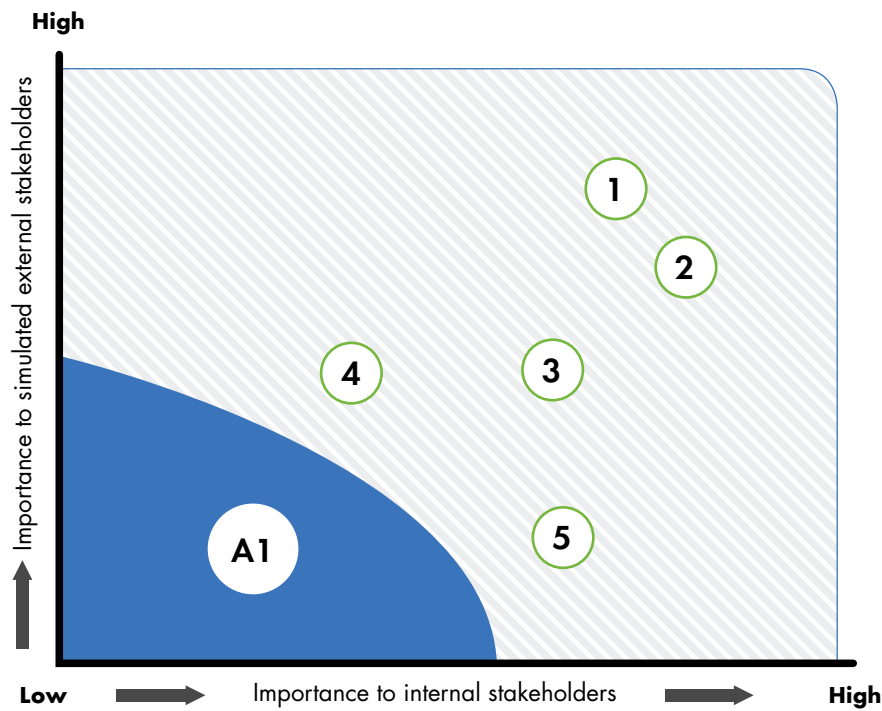 High
Importance to simulated external stakeholders
1
2
3
4
5
A1
Low
Importance to internal stakeholders
High